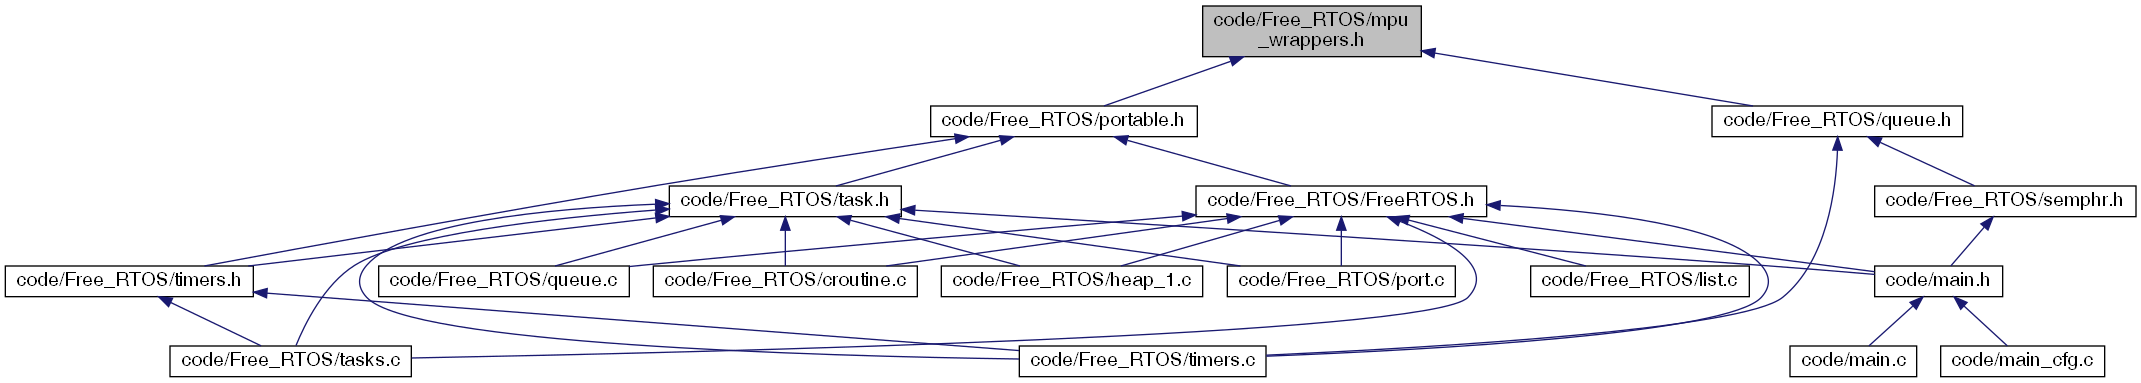 code/Free_RTOS/mpu
_wrappers.h
code/Free_RTOS/portable.h
code/Free_RTOS/queue.h
code/Free_RTOS/task.h
code/Free_RTOS/FreeRTOS.h
code/Free_RTOS/semphr.h
code/Free_RTOS/timers.h
code/Free_RTOS/queue.c
code/Free_RTOS/croutine.c
code/Free_RTOS/heap_1.c
code/Free_RTOS/port.c
code/Free_RTOS/list.c
code/main.h
code/Free_RTOS/tasks.c
code/Free_RTOS/timers.c
code/main.c
code/main_cfg.c